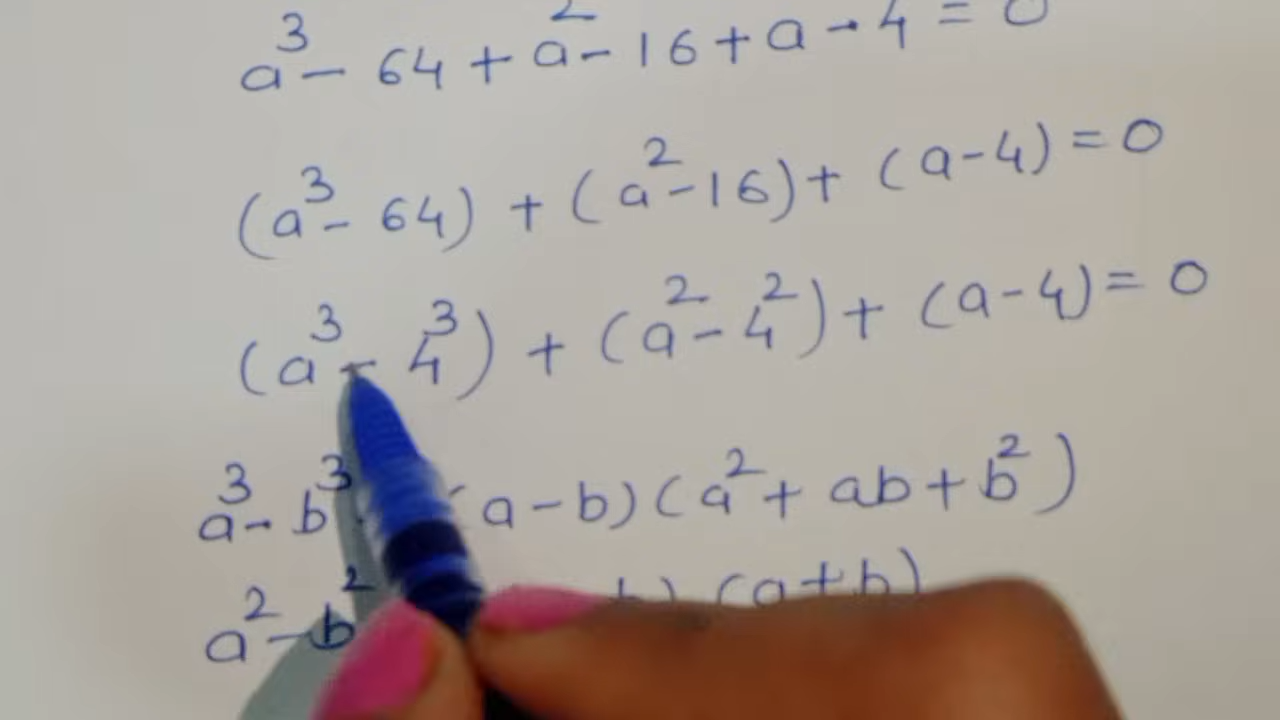 a³ - 64 + a² - 16 + a - 4 = 0
(a³ - 64) + (a² - 16) + (a - 4) = 0
(a³ - 4³) + (a² - 4²) + (a - 4) = 0
a³ - b³ (a - b) (a² + ab + b²)
a² - b² (a + b)